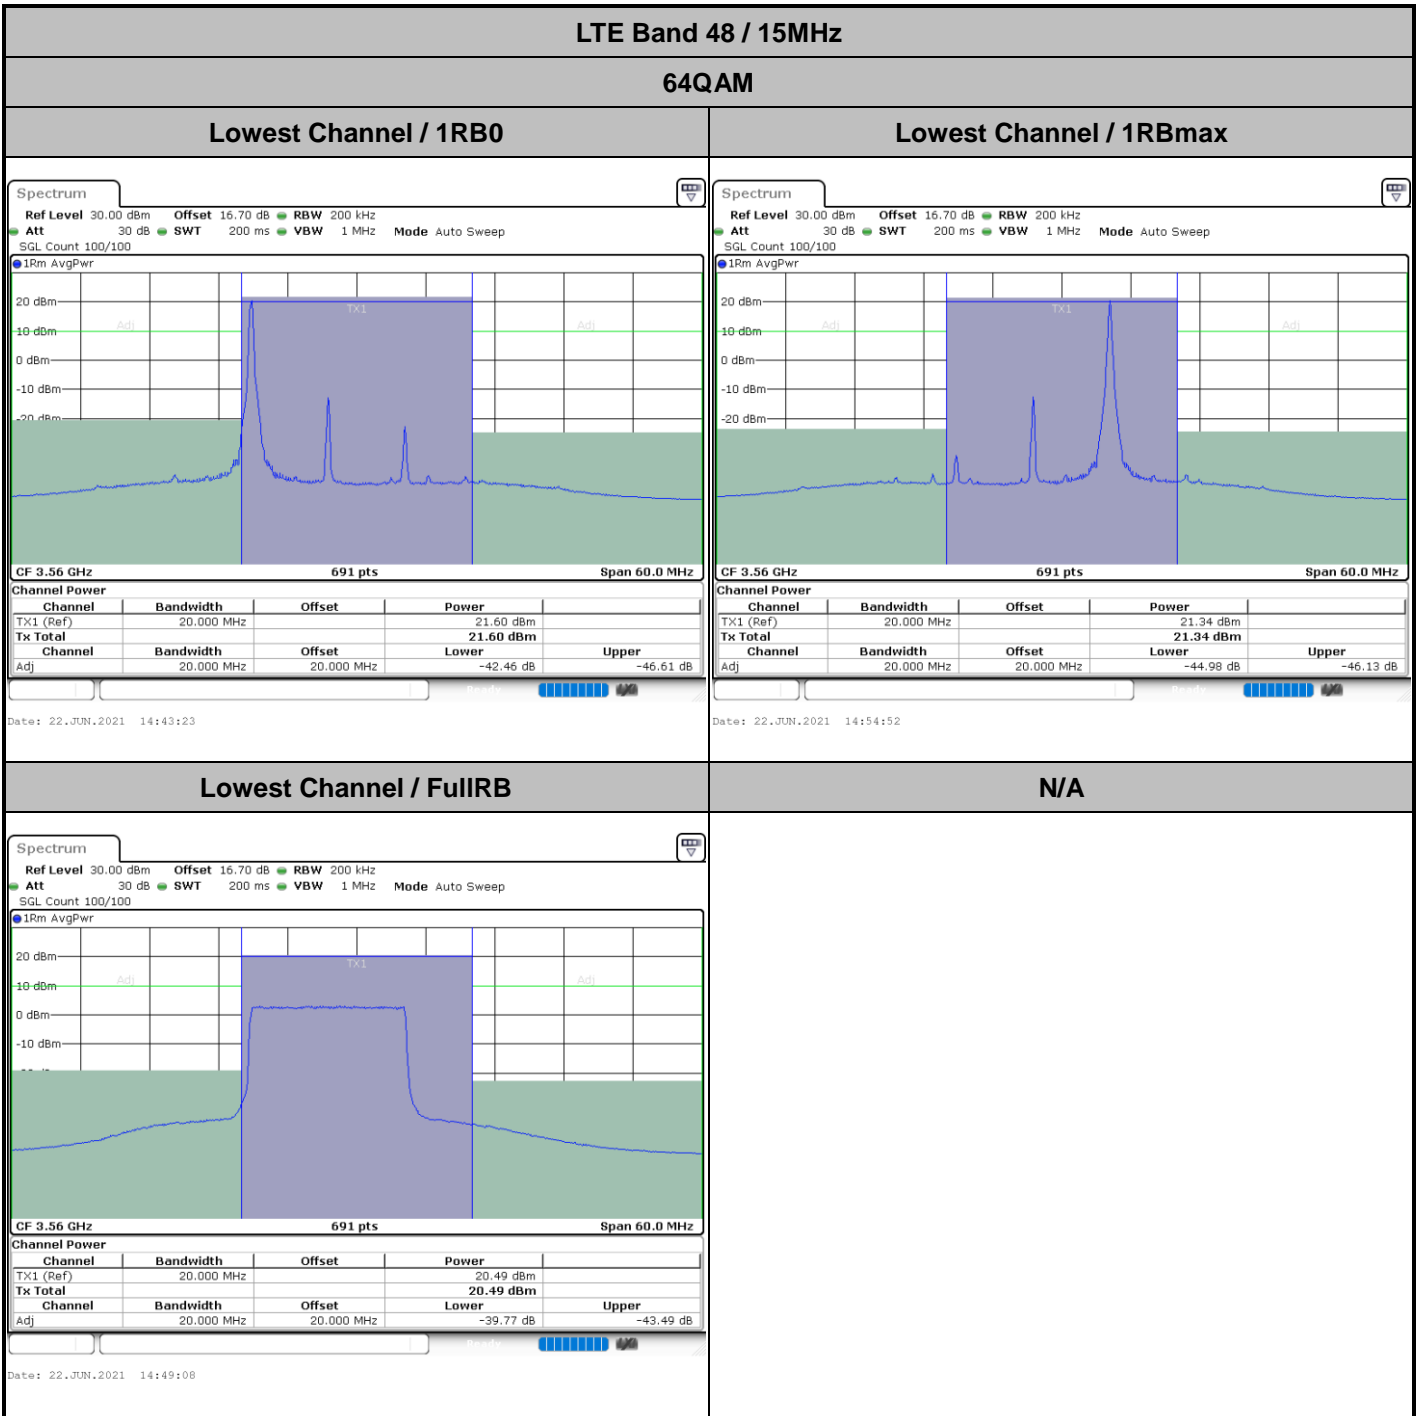 LTE Band 48 / 15MHz
64QAM
Lowest Channel / 1RB0
Lowest Channel / 1RBmax
Spectrum
Ref Level 30.00 dBm Offset 16.70 dB RBW 200 kHz
Att 30 dB SWT 200 ms VBW 1 MHz Mode Auto Sweep
SGL Count 100/100
1Rm AvgPwr
TX1
Adj
Adj
20 dBm
10 dBm
0 dBm
-10 dBm
-20 dBm
CF 3.56 GHz 691 pts Span 60.0 MHz
Channel Power
Channel Bandwidth Offset Power
TX1 (Ref) 20.000 MHz 21.60 dBm
Tx Total 21.60 dBm
Channel Bandwidth Offset Lower Upper
Adj 20.000 MHz 20.000 MHz -42.46 dB -46.61 dB
Ready
Date: 22.JUN.2021 14:43:23
Spectrum
Ref Level 30.00 dBm Offset 16.70 dB RBW 200 kHz
Att 30 dB SWT 200 ms VBW 1 MHz Mode Auto Sweep
SGL Count 100/100
1Rm AvgPwr
TX1
Adj
Adj
20 dBm
10 dBm
0 dBm
-10 dBm
-20 dBm
CF 3.56 GHz 691 pts Span 60.0 MHz
Channel Power
Channel Bandwidth Offset Power
TX1 (Ref) 20.000 MHz 21.34 dBm
Tx Total 21.34 dBm
Channel Bandwidth Offset Lower Upper
Adj 20.000 MHz 20.000 MHz -44.98 dB -46.13 dB
Ready
Date: 22.JUN.2021 14:54:52
Lowest Channel / FullRB
N/A
Spectrum
Ref Level 30.00 dBm Offset 16.70 dB RBW 200 kHz
Att 30 dB SWT 200 ms VBW 1 MHz Mode Auto Sweep
SGL Count 100/100
1Rm AvgPwr
TX1
Adj
Adj
20 dBm
10 dBm
0 dBm
-10 dBm
CF 3.56 GHz 691 pts Span 60.0 MHz
Channel Power
Channel Bandwidth Offset Power
TX1 (Ref) 20.000 MHz 20.49 dBm
Tx Total 20.49 dBm
Channel Bandwidth Offset Lower Upper
Adj 20.000 MHz 20.000 MHz -39.77 dB -43.49 dB
Ready
Date: 22.JUN.2021 14:49:08